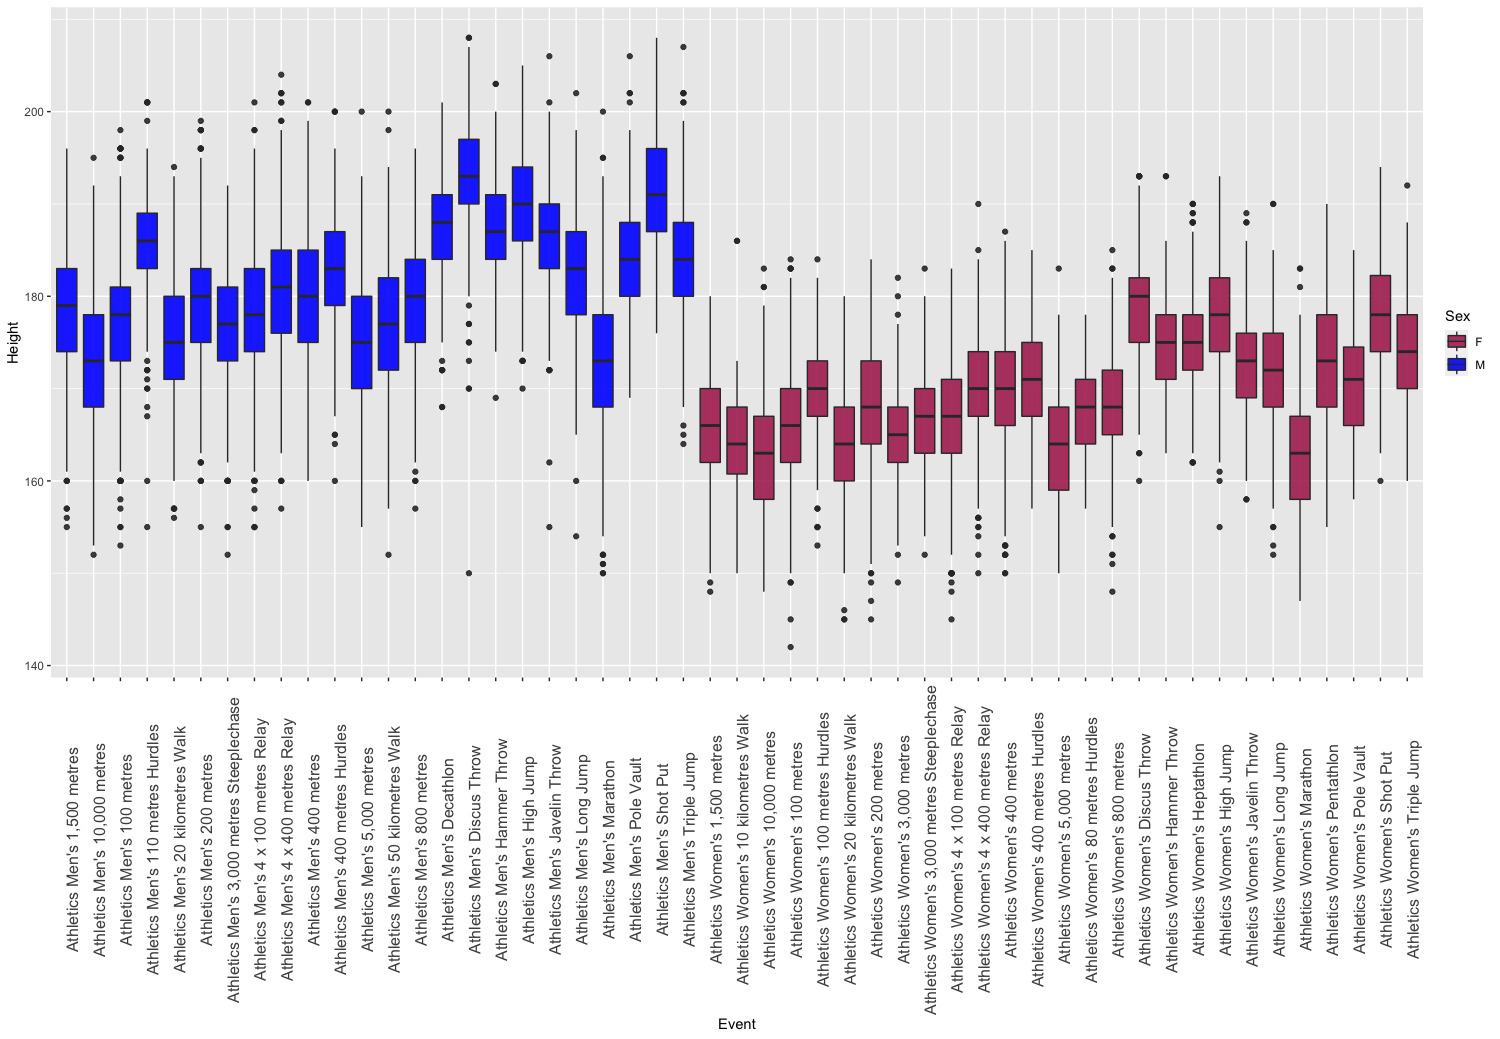 200
180
160
140
Height
Athletics Men's 1,500 metres
Athletics Men's 10,000 metres
Athletics Men's 100 metres
Athletics Men's 110 metres Hurdles
Athletics Men's 20 kilometres Walk
Athletics Men's 200 metres
Athletics Men's 3,000 metres Steeplechase
Athletics Men's 4 x 100 metres Relay
Athletics Men's 4 x 400 metres Relay
Athletics Men's 400 metres
Athletics Men's 400 metres Hurdles
Athletics Men's 5,000 metres
Athletics Men's 50 kilometres Walk
Athletics Men's 800 metres
Athletics Men's Decathlon
Athletics Men's Discus Throw
Athletics Men's Hammer Throw
Athletics Men's High Jump
Athletics Men's Javelin Throw
Athletics Men's Long Jump
Athletics Men's Marathon
Athletics Men's Pole Vault
Athletics Men's Shot Put
Athletics Men's Triple Jump
Athletics Women's 1,500 metres
Athletics Women's 10 kilometres Walk
Athletics Women's 10,000 metres
Athletics Women's 100 metres
Athletics Women's 100 metres Hurdles
Athletics Women's 20 kilometres Walk
Athletics Women's 200 metres
Athletics Women's 3,000 metres
Athletics Women's 3,000 metres Steeplechase
Athletics Women's 4 x 100 metres Relay
Athletics Women's 4 x 400 metres Relay
Athletics Women's 400 metres
Athletics Women's 400 metres Hurdles
Athletics Women's 5,000 metres
Athletics Women's 80 metres Hurdles
Athletics Women's 800 metres
Athletics Women's Discus Throw
Athletics Women's Hammer Throw
Athletics Women's Heptathlon
Athletics Women's High Jump
Athletics Women's Javelin Throw
Athletics Women's Long Jump
Athletics Women's Marathon
Athletics Women's Pentathlon
Athletics Women's Pole Vault
Athletics Women's Shot Put
Athletics Women's Triple Jump
Event
Sex
F
M